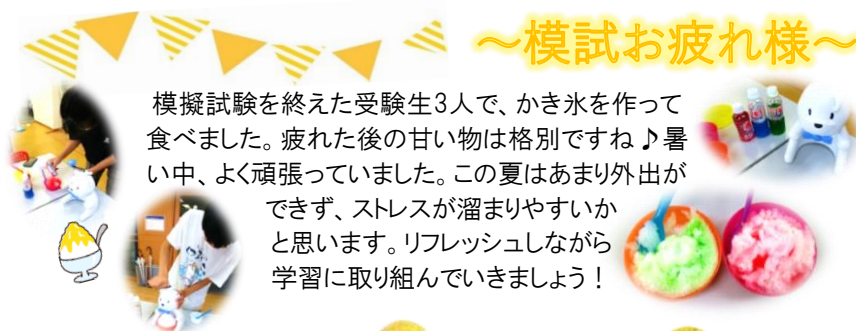 ～模試お疲れ様～
模擬試験を終えた受験生3人で、かき氷を作って
食べました。疲れた後の甘い物は格別ですね♪暑
い中、よく頑張っていました。この夏はあまり外出が
できず、ストレスが溜まりやすいか
と思います。リフレッシュしながら
学習に取り組んでいきましょう！